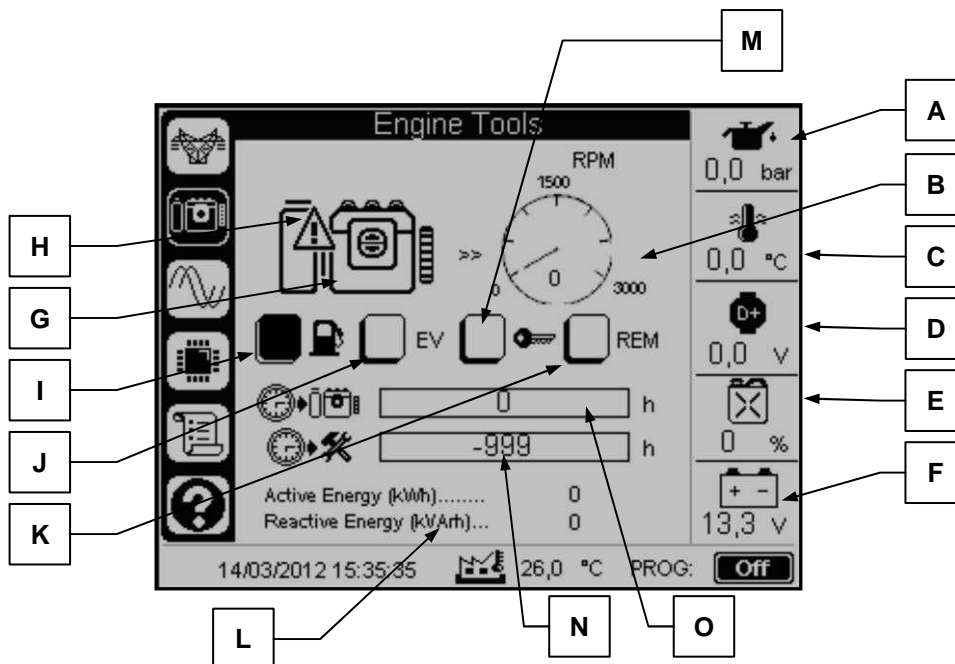 M
Engine Tools
A
0,0 bar
RPM
1500
B
H
>>
0
0
3000
0,0 °C
C
G
D+
D
EV
REM
0,0 V
I
0 h
E
J
-999 h
0 %
F
K
Active Energy (kWh)........ 0
Reactive Energy (kVArh)... 0
+ −
13,3 V
14/03/2012 15:35:35
26,0 °C
PROG:
Off
L
N
O